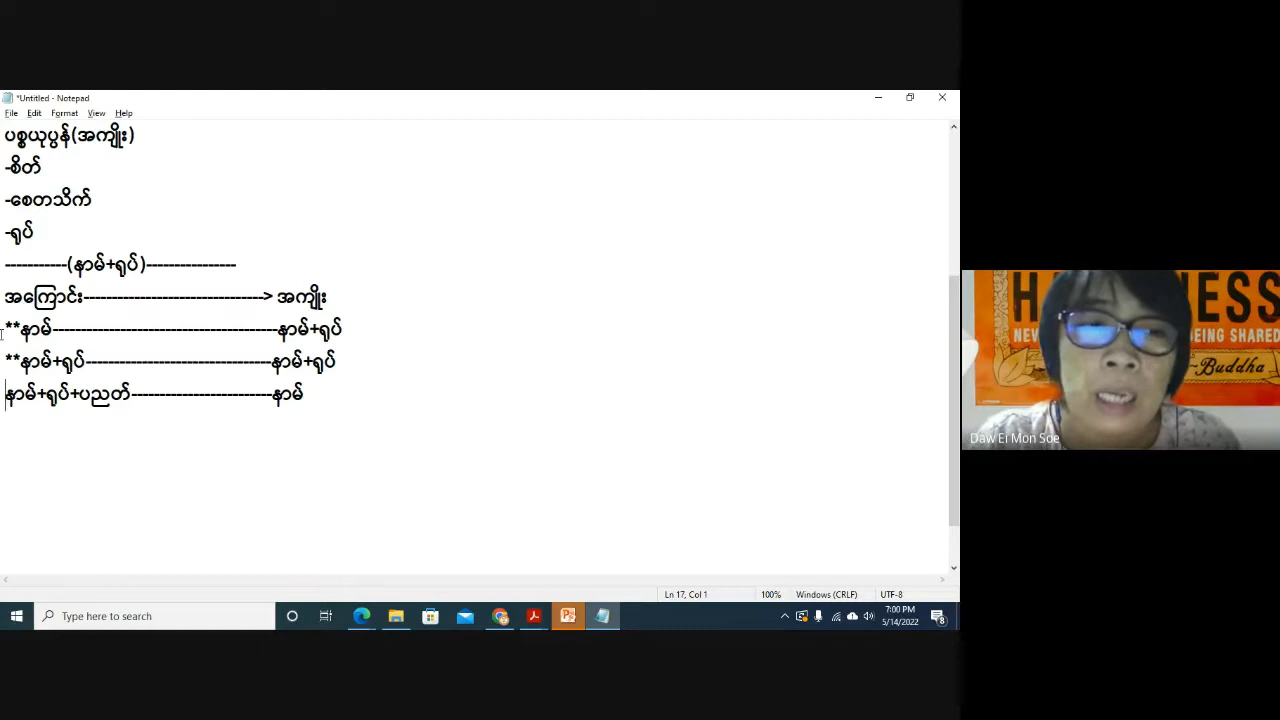 *Untitled - Notepad
File Edit Format View Help
ပစ္စယုပ္ပန်(အကျိုး)
-စိတ်
-စေတသိက်
-ရုပ်
-----------(နာမ်+ရုပ်)----------------
အကြောင်း--------------------------------> အကျိုး
**နာမ်----------------------------------------နာမ်+ရုပ်
**နာမ်+ရုပ်---------------------------------နာမ်+ရုပ်
နာမ်+ရုပ်+ပညတ်-------------------------နာမ်
Ln 17, Col 1 100% Windows (CRLF) UTF-8
Type here to search
7:00 PM
5/14/2022
8
NEV
BEING SHARED
~Buddha
Daw Ei Mon Soe